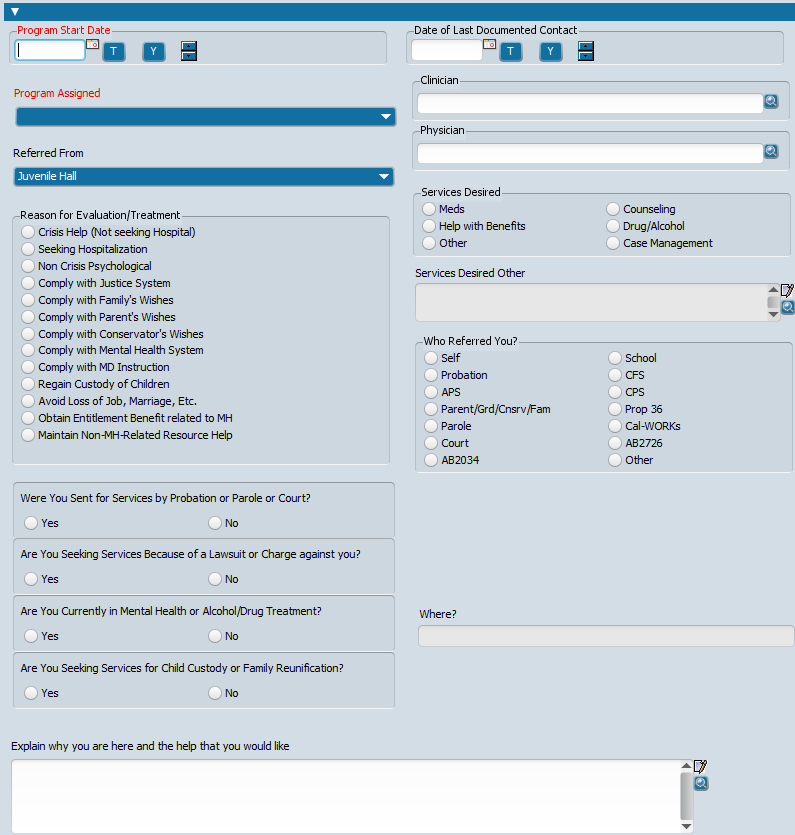 Program Start Date
T Y
Date of Last Documented Contact
T Y
Program Assigned
Clinician
Physician
Referred From
Juvenile Hall
Services Desired
Meds
Counseling
Help with Benefits
Drug/Alcohol
Other
Case Management
Reason for Evaluation/Treatment
Crisis Help (Not seeking Hospital)
Seeking Hospitalization
Non Crisis Psychological
Comply with Justice System
Comply with Family's Wishes
Comply with Parent's Wishes
Comply with Conservator's Wishes
Comply with Mental Health System
Comply with MD Instruction
Regain Custody of Children
Avoid Loss of Job, Marriage, Etc.
Obtain Entitlement Benefit related to MH
Maintain Non-MH-Related Resource Help
Services Desired Other
Who Referred You?
Self
School
Probation
CFS
APS
CPS
Parent/Grd/Cnsrv/Fam
Prop 36
Parole
Cal-WORKs
Court
AB2726
AB2034
Other
Were You Sent for Services by Probation or Parole or Court?
Yes No
Are You Seeking Services Because of a Lawsuit or Charge against you?
Yes No
Are You Currently in Mental Health or Alcohol/Drug Treatment?
Yes No
Where?
Are You Seeking Services for Child Custody or Family Reunification?
Yes No
Explain why you are here and the help that you would like